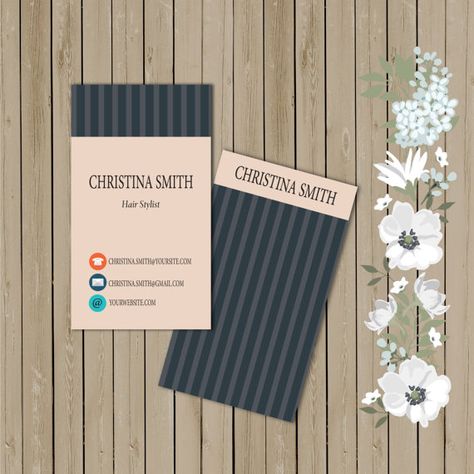 CHRISTINA SMITH
Hair Stylist
CHRISTINA.SMITH@YOURSITE.COM
CHRISTINA.SMITH@GMAIL.COM
YOURWEBSITE.COM
CHRISTINA SMITH